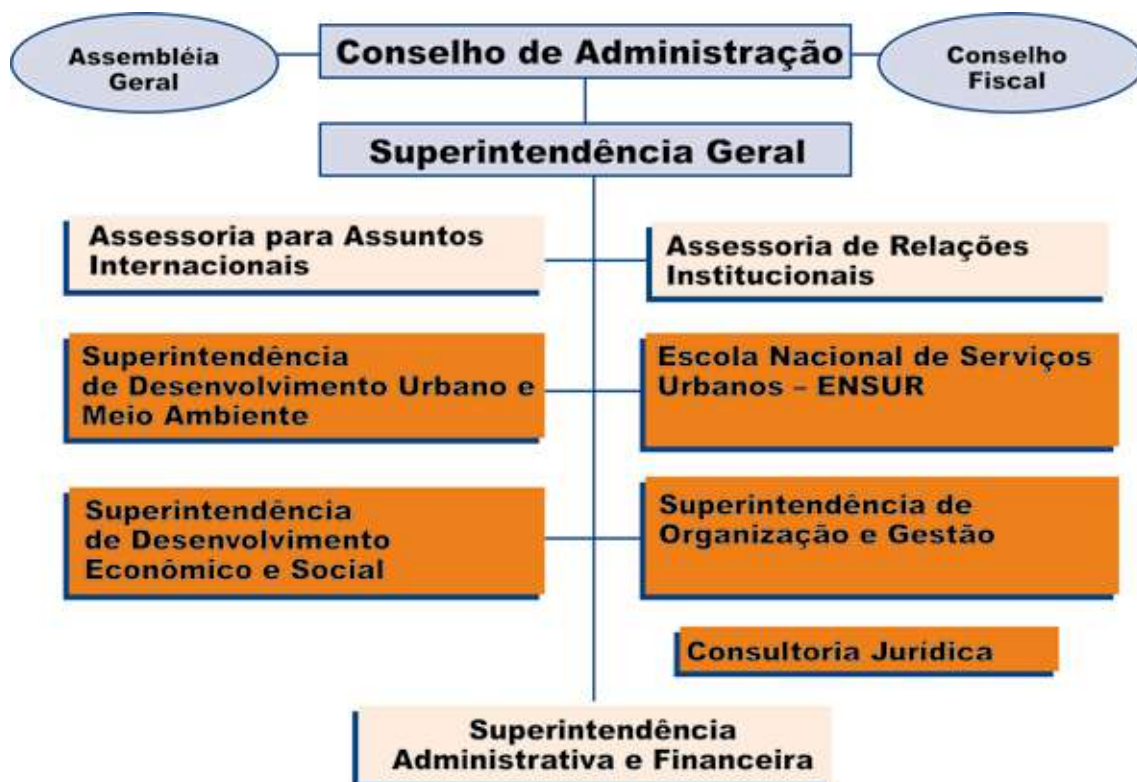 Assembléia
Geral
Conselho de Administração
Conselho
Fiscal
Superintendência Geral
Assessoria para Assuntos
Internacionais
Assessoria de Relações
Institucionais
Superintendência
de Desenvolvimento Urbano e
Meio Ambiente
Escola Nacional de Serviços
Urbanos – ENSUR
Superintendência
de Desenvolvimento
Econômico e Social
Superintendência de
Organização e Gestão
Consultoria Jurídica
Superintendência
Administrativa e Financeira